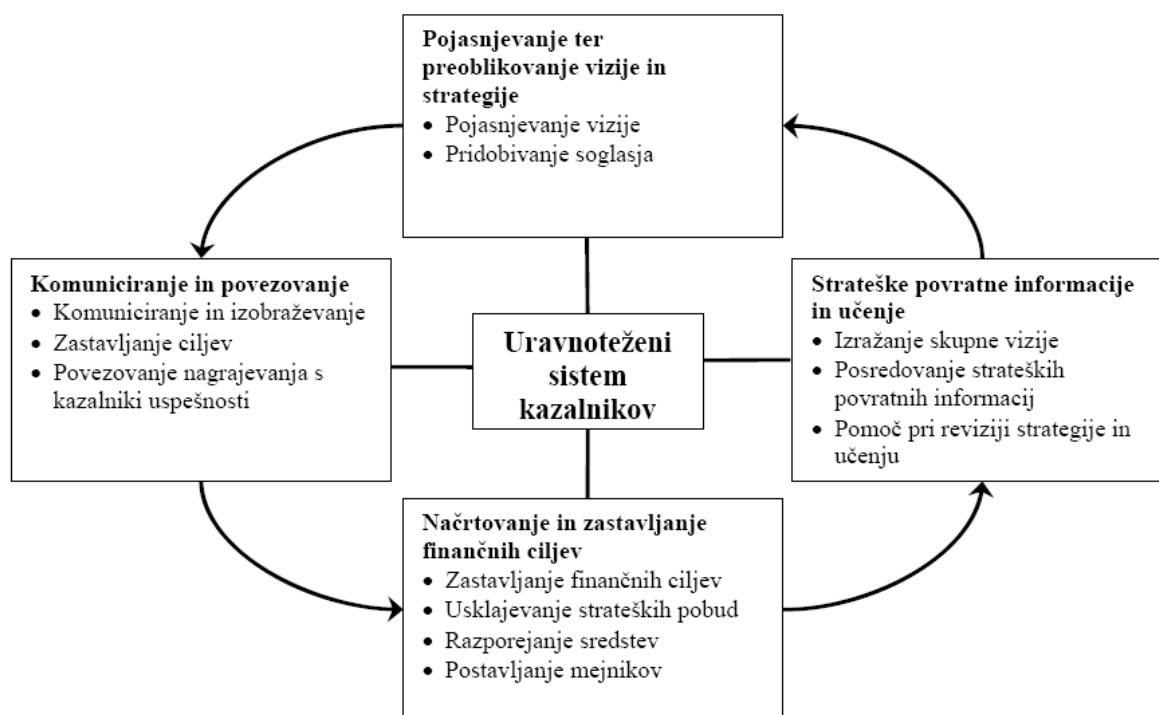 Pojasnjevanje ter
preoblikovanje vizije in
strategije
• Pojasnjevanje vizije
• Pridobivanje soglasja
Komuniciranje in povezovanje
• Komuniciranje in izobraževanje
• Zastavljanje ciljev
• Povezovanje nagrajevanja s
kazalniki uspešnosti
Uravnoteženi
sistem
kazalnikov
Strateške povratne informacije
in učenje
• Izražanje skupne vizije
• Posredovanje strateških
povratnih informacij
• Pomoč pri reviziji strategije in
učenju
Načrtovanje in zastavljanje
finančnih ciljev
• Zastavljanje finančnih ciljev
• Usklajevanje strateških pobud
• Razporejanje sredstev
• Postavljanje mejnikov